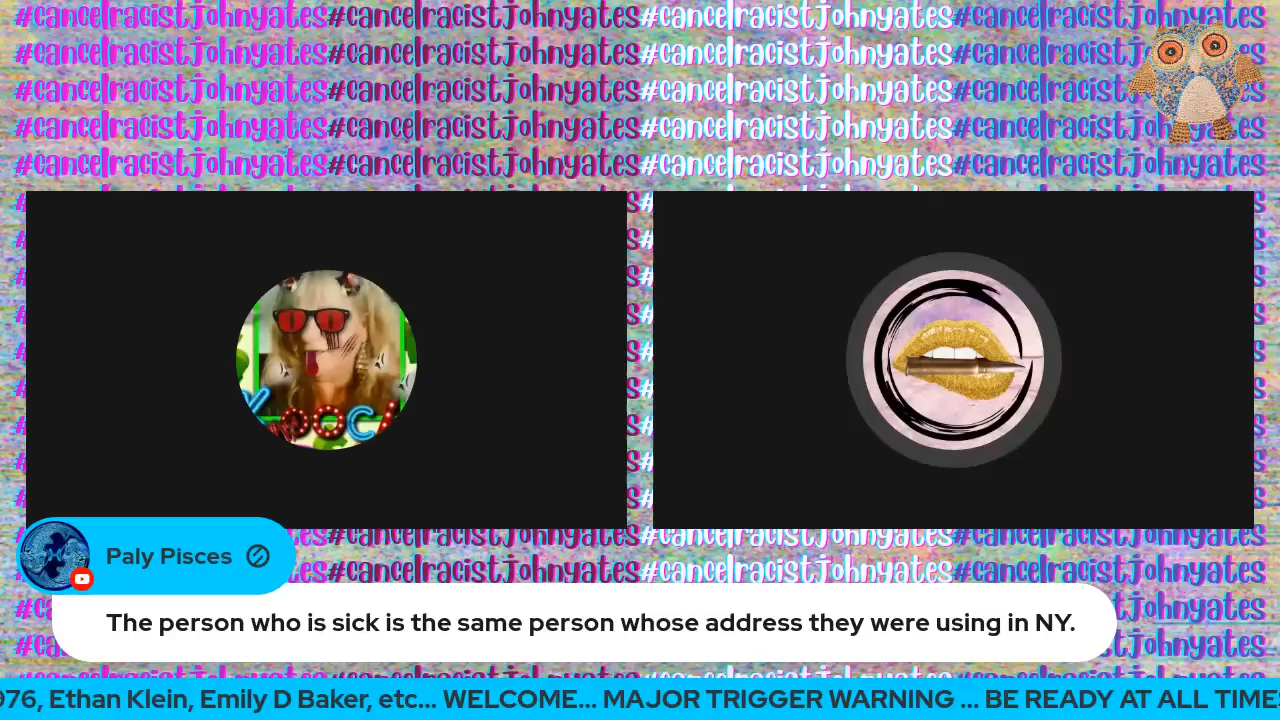 #cancelracistjohnyates#cancelracistjohnyates#cancelracistjohnyates#cancelracistjohnyates
#cancelracistjohnyates#cancelracistjohnyates#cancelracistjohnyates#cancelracistjohnyates
#cancelracistjohnyates#cancelracistjohnyates#cancelracistjohnyates#cancelracistjohnyates
#cancelracistjohnyates#cancelracistjohnyates#cancelracistjohnyates#cancelracistjohnyates
#cancelracistjohnyates#cancelracistjohnyates#cancelracistjohnyates#cancelracistjohnyates
Paly Pisces
The person who is sick is the same person whose address they were using in NY.
976, Ethan Klein, Emily D Baker, etc... WELCOME... MAJOR TRIGGER WARNING ... BE READY AT ALL TIME